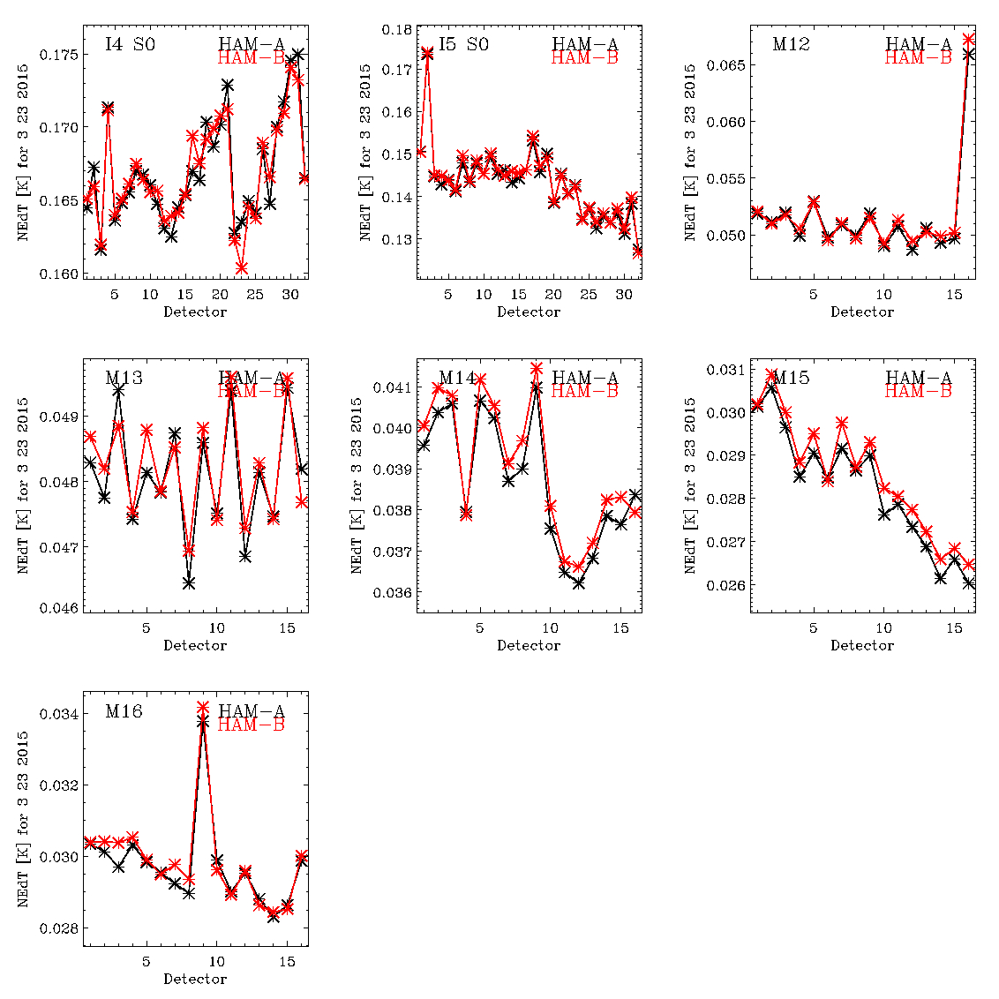 I4 S0
HAM-A
HAM-B
NEdT [K] for 3 23 2015
0.175
0.170
0.165
0.160
5 10 15 20 25 30
Detector
I5 S0
HAM-A
HAM-B
NEdT [K] for 3 23 2015
0.18
0.17
0.16
0.15
0.14
0.13
5 10 15 20 25 30
Detector
M12
HAM-A
HAM-B
NEdT [K] for 3 23 2015
0.065
0.060
0.055
0.050
5 10 15
Detector
M13
HAM-A
HAM-B
NEdT [K] for 3 23 2015
0.049
0.048
0.047
0.046
5 10 15
Detector
M14
HAM-A
HAM-B
NEdT [K] for 3 23 2015
0.041
0.040
0.039
0.038
0.037
0.036
5 10 15
Detector
M15
HAM-A
HAM-B
NEdT [K] for 3 23 2015
0.031
0.030
0.029
0.028
0.027
0.026
5 10 15
Detector
M16
HAM-A
HAM-B
NEdT [K] for 3 23 2015
0.034
0.032
0.030
0.028
5 10 15
Detector